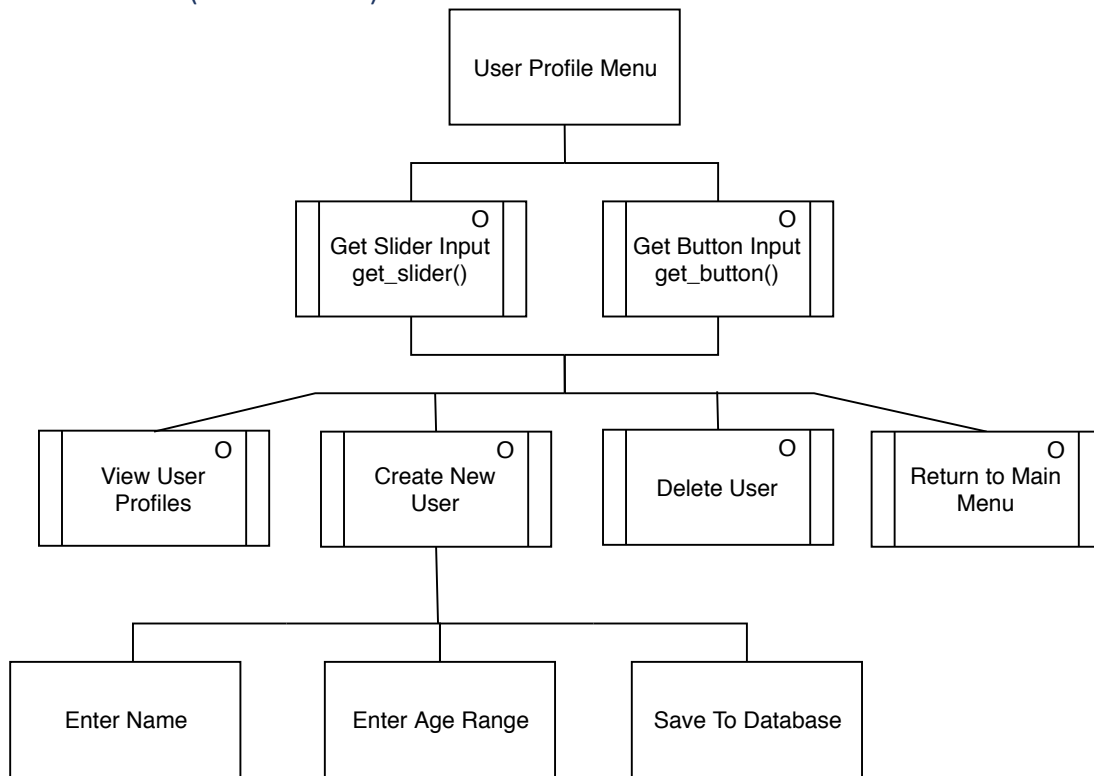 User Profile Menu
O
Get Slider Input
get_slider()
O
Get Button Input
get_button()
O
View User
Profiles
O
Create New
User
O
Delete User
O
Return to Main
Menu
Enter Name
Enter Age Range
Save To Database